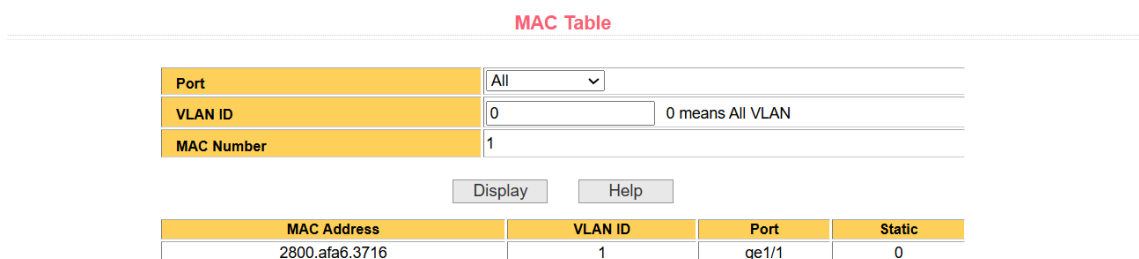 MAC Table
Port All
VLAN ID 0 0 means All VLAN
MAC Number 1
Display Help
MAC Address VLAN ID Port Static
2800.afa6.3716 1 ge1/1 0